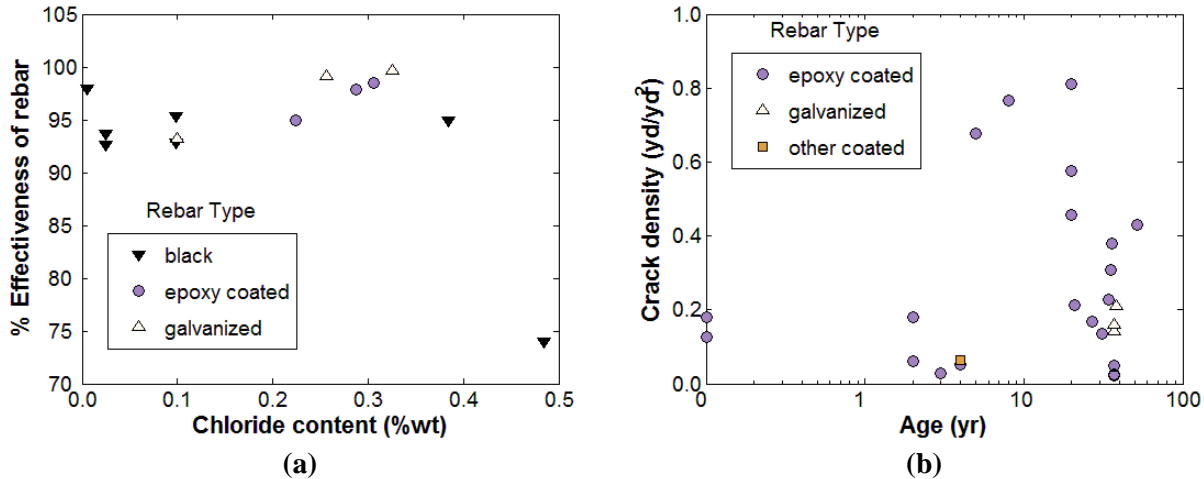 105
100
95
90
85
80
75
70
% Effectiveness of rebar
Rebar Type
black
epoxy coated
galvanized
0.0 0.1 0.2 0.3 0.4 0.5
Chloride content (%wt)
(a)
1.0
0.8
0.6
0.4
0.2
0.0
Crack density (yd/yd²)
Rebar Type
epoxy coated
galvanized
other coated
0 1 10 100
Age (yr)
(b)